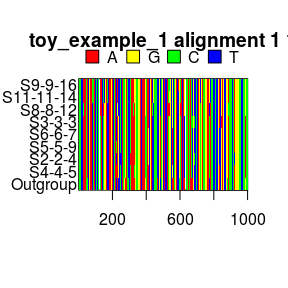 toy_example_1 alignment 1
A G C T
S9-9-16
S11-11-14
S8-8-12
S3-3-3
S6-6-7
S5-5-9
S2-2-4
S4-4-5
Outgroup
200 600 1000